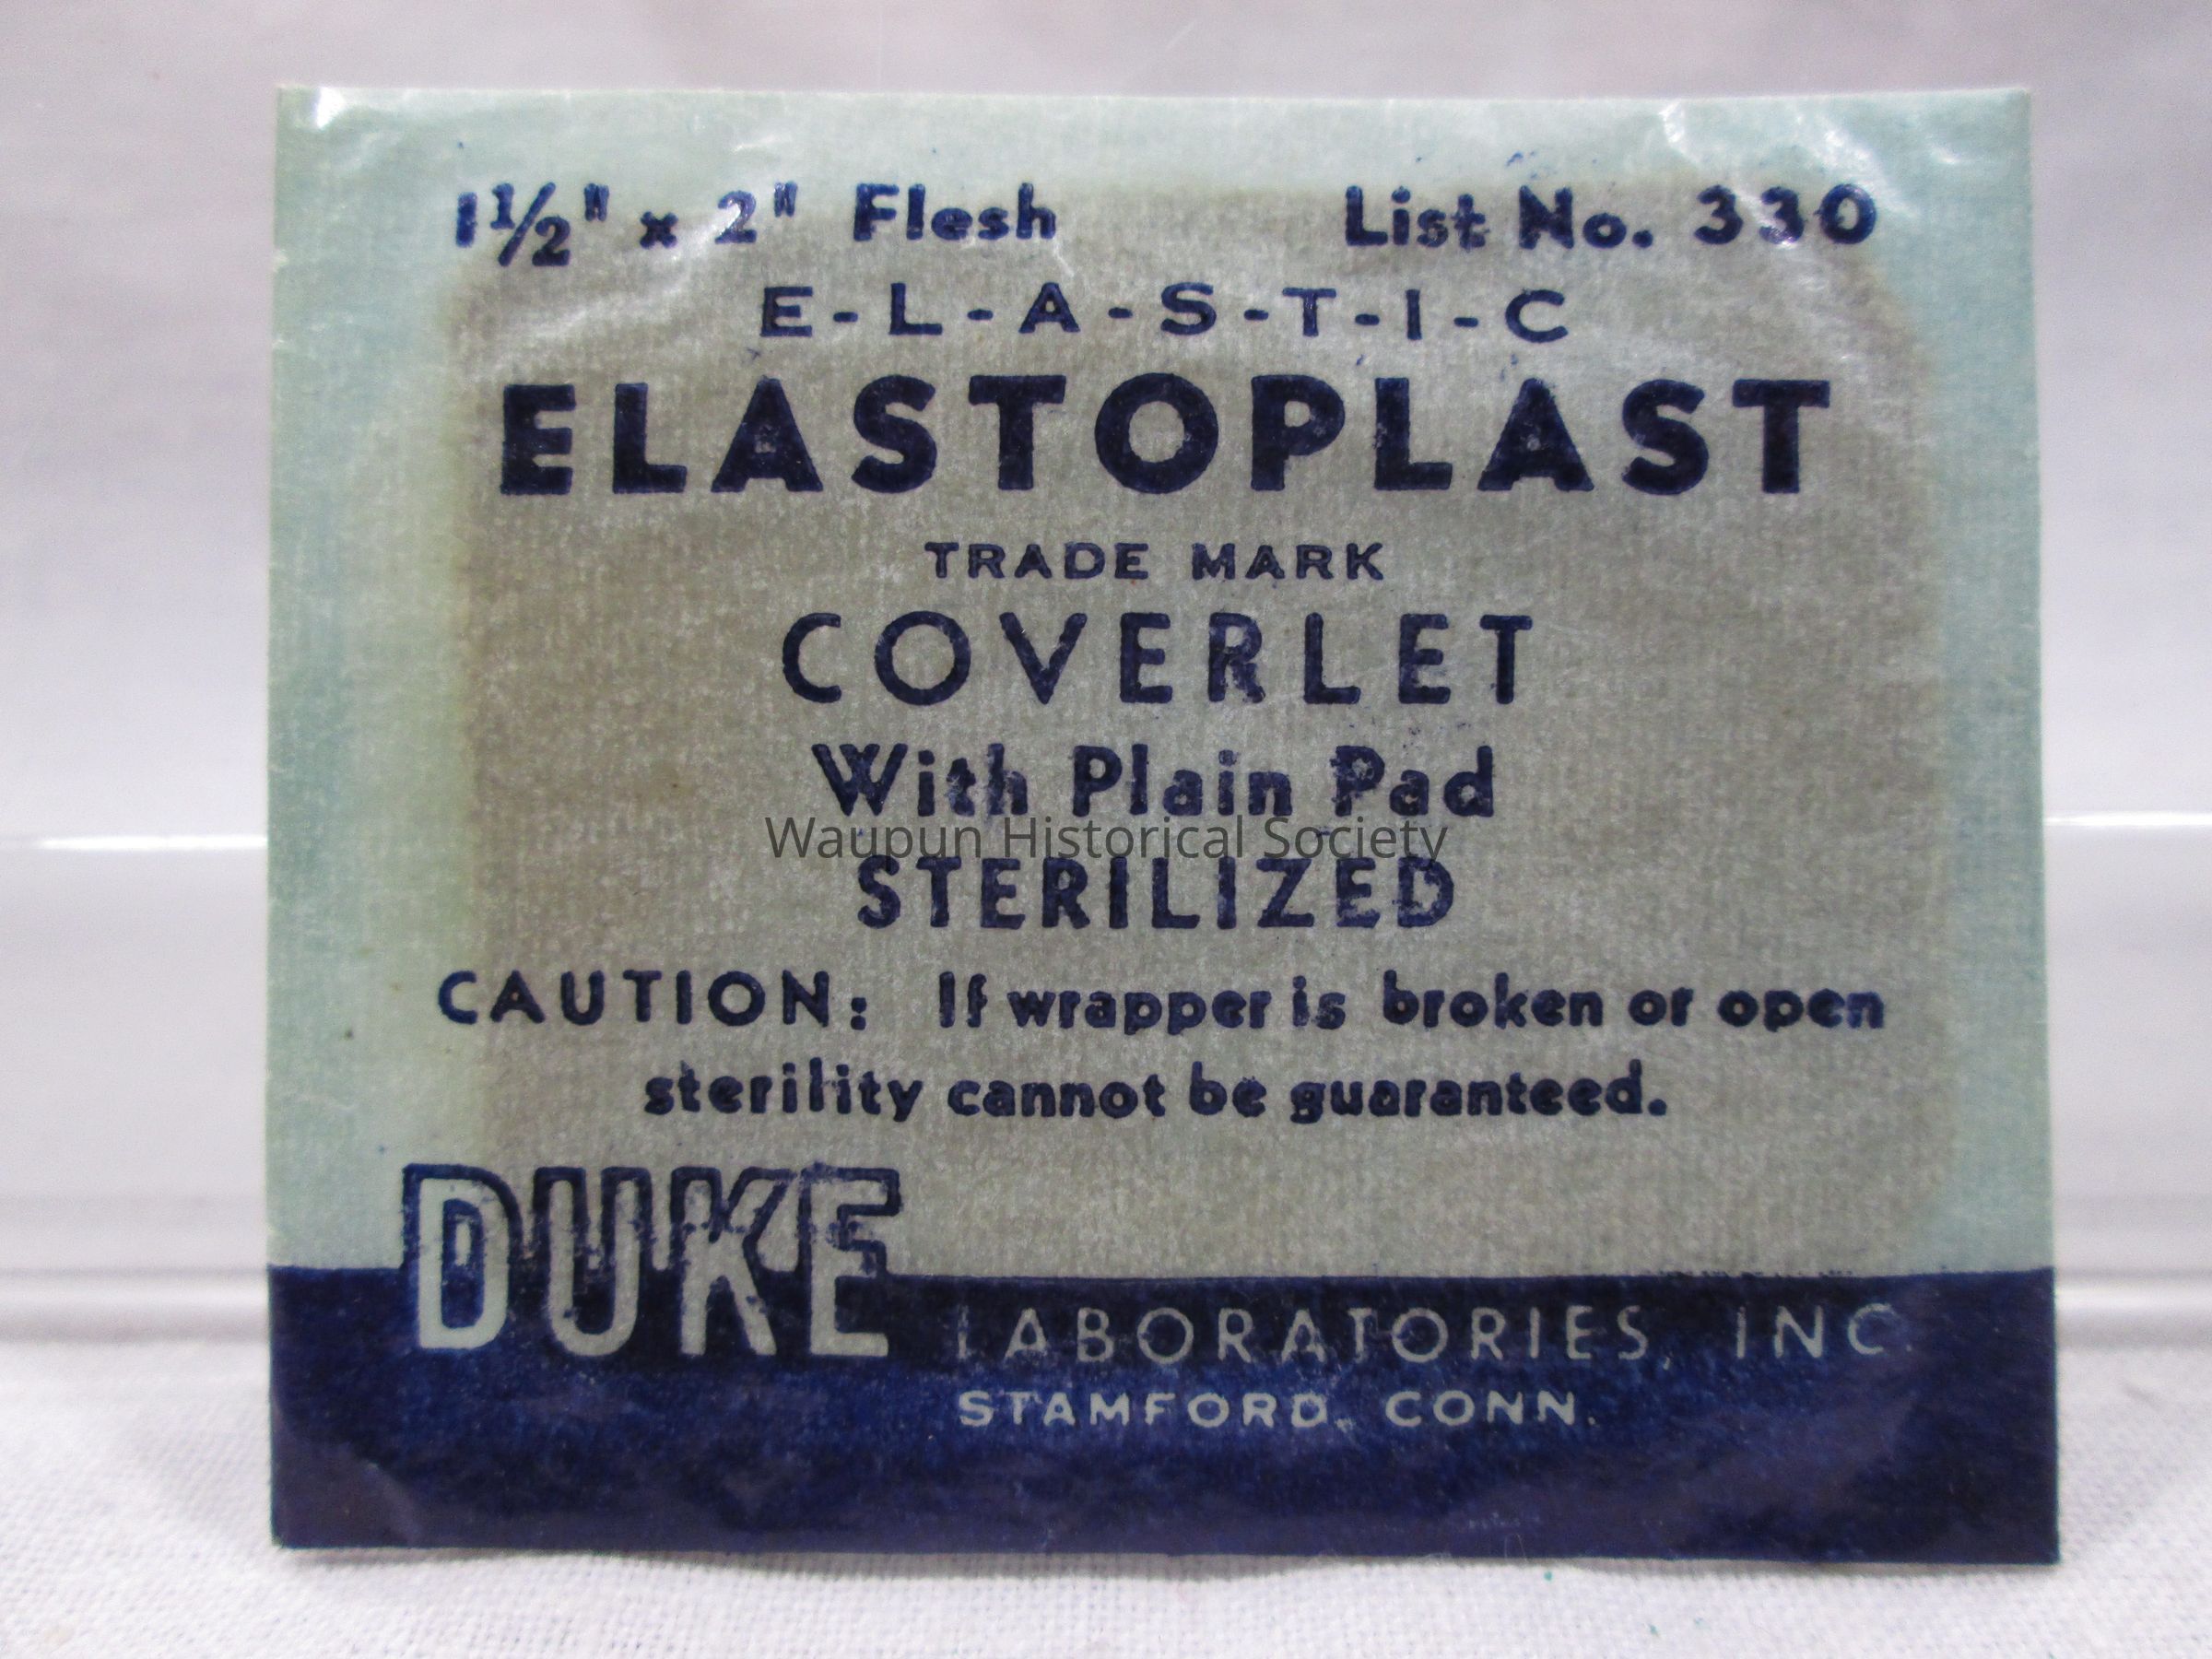 1½" x 2" Flesh List No. 330
E-L-A-S-T-I-C
ELASTOPLAST
TRADE MARK
COVERLET
With Plain Pad
Waupun Historical Society
STERILIZED
CAUTION: If wrapper is broken or open
sterility cannot be guaranteed.
DUKE LABORATORIES, INC.
STAMFORD, CONN.